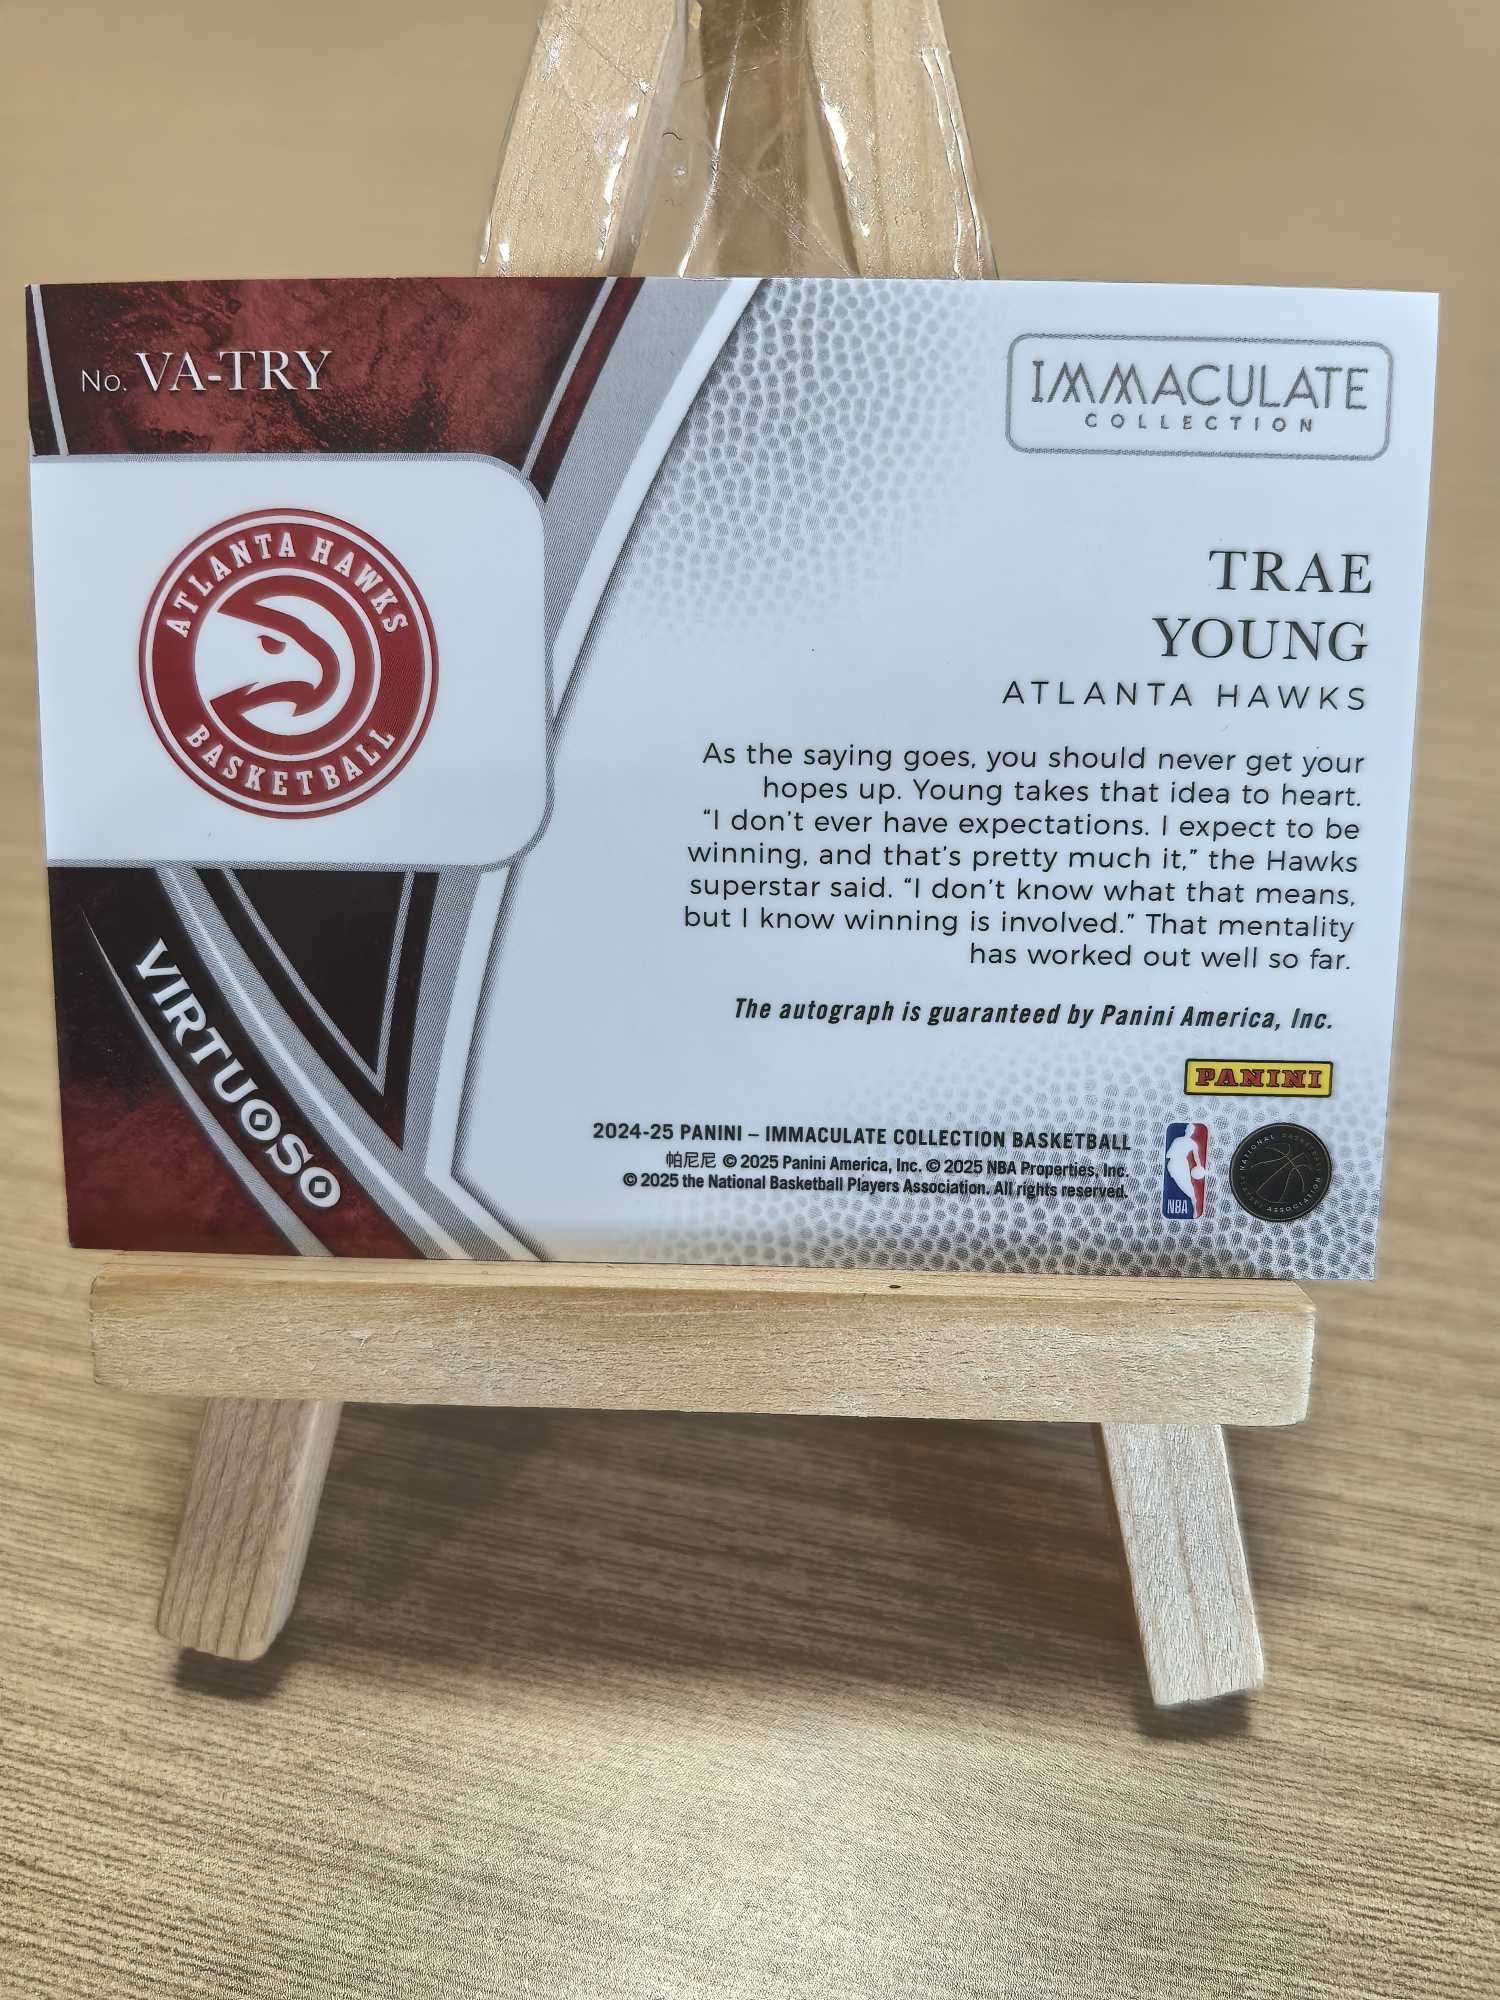 No. VA-TRY
IMMACULATE
COLLECTION
ATLANTA HAWKS
BASKETBALL
TRAE
YOUNG
ATLANTA HAWKS
As the saying goes, you should never get your
hopes up. Young takes that idea to heart.
“I don’t ever have expectations. I expect to be
winning, and that’s pretty much it,” the Hawks
superstar said. “I don’t know what that means,
but I know winning is involved.” That mentality
has worked out well so far.
The autograph is guaranteed by Panini America, Inc.
VIRTUOSO
PANINI
2024-25 PANINI – IMMACULATE COLLECTION BASKETBALL
帕尼尼 © 2025 Panini America, Inc. © 2025 NBA Properties, Inc.
© 2025 the National Basketball Players Association. All rights reserved.
NBA
NATIONAL BASKETBALL
PLAYERS ASSOCIATION